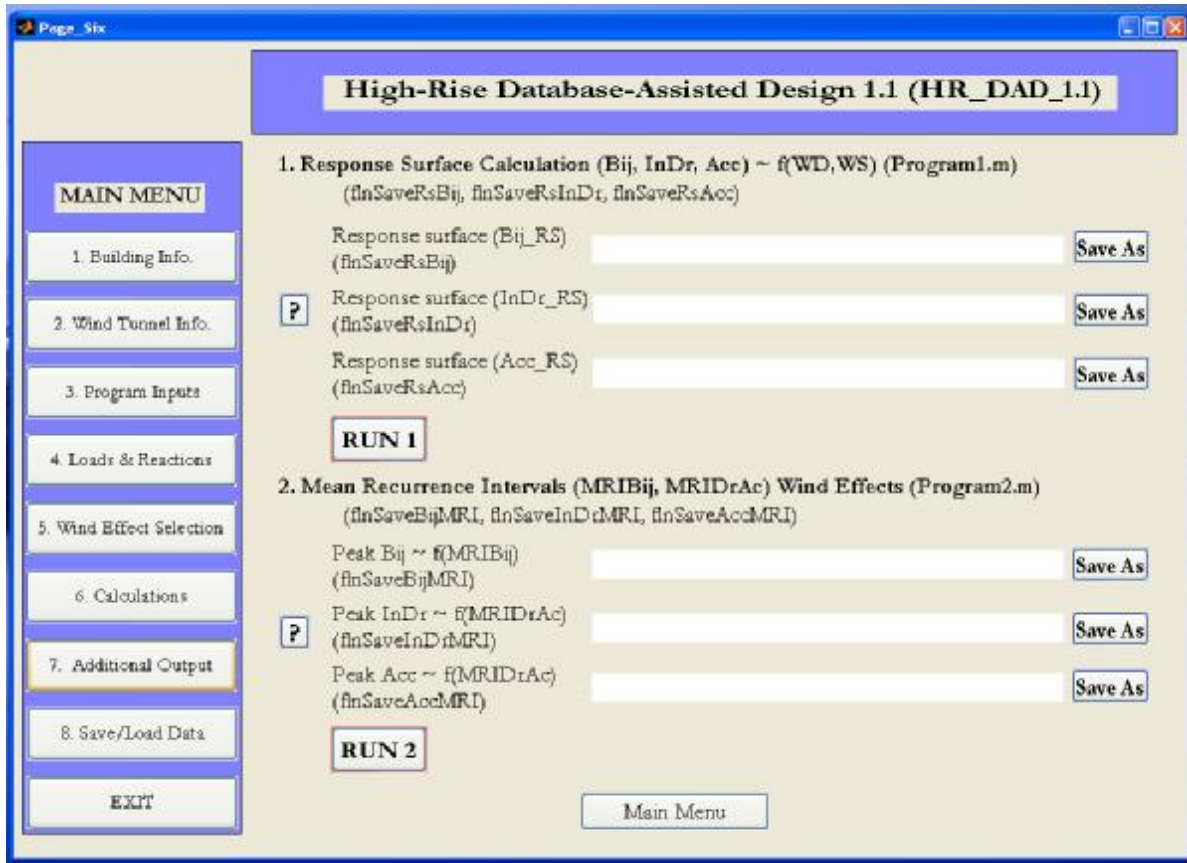 Page_Six
High-Rise Database-Assisted Design 1.1 (HR_DAD_1.1)
MAIN MENU
1. Building Info.
2. Wind Tunnel Info.
3. Program Inputs
4. Loads & Reactions
5. Wind Effect Selection
6. Calculations
7. Additional Output
8. Save/Load Data
EXIT
1. Response Surface Calculation (Bij, InDr, Acc) ~ f(WD,WS) (Program1.m)
(flnSaveRsBij, flnSaveRsInDr, flnSaveRsAcc)
Response surface (Bij_RS)
(flnSaveRsBij)
Save As
?
Response surface (InDr_RS)
(flnSaveRsInDr)
Save As
Response surface (Acc_RS)
(flnSaveRsAcc)
Save As
RUN 1
2. Mean Recurrence Intervals (MRIBij, MRIDrAc) Wind Effects (Program2.m)
(flnSaveBijMRI, flnSaveInDrMRI, flnSaveAccMRI)
Peak Bij ~ f(MRIBij)
(flnSaveBijMRI)
Save As
?
Peak InDr ~ f(MRIDrAc)
(flnSaveInDrMRI)
Save As
Peak Acc ~ f(MRIDrAc)
(flnSaveAccMRI)
Save As
RUN 2
Main Menu